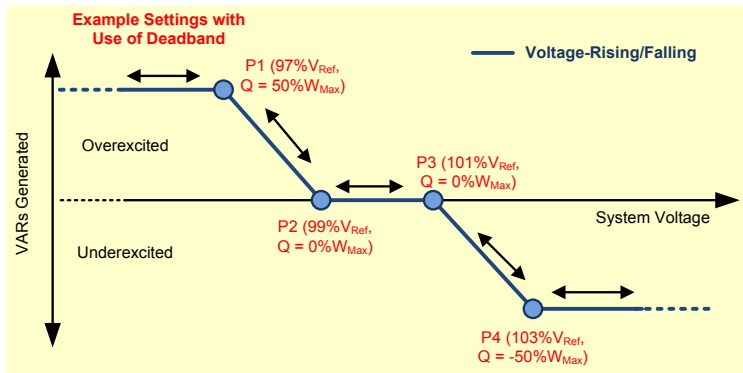 Example Settings with
Use of Deadband
P1 (97%VRef,
Q = 50%WMax)
Voltage-Rising/Falling
VARs Generated
Overexcited
P3 (101%VRef,
Q = 0%WMax)
System Voltage
P2 (99%VRef,
Q = 0%WMax)
Underexcited
P4 (103%VRef,
Q = -50%WMax)